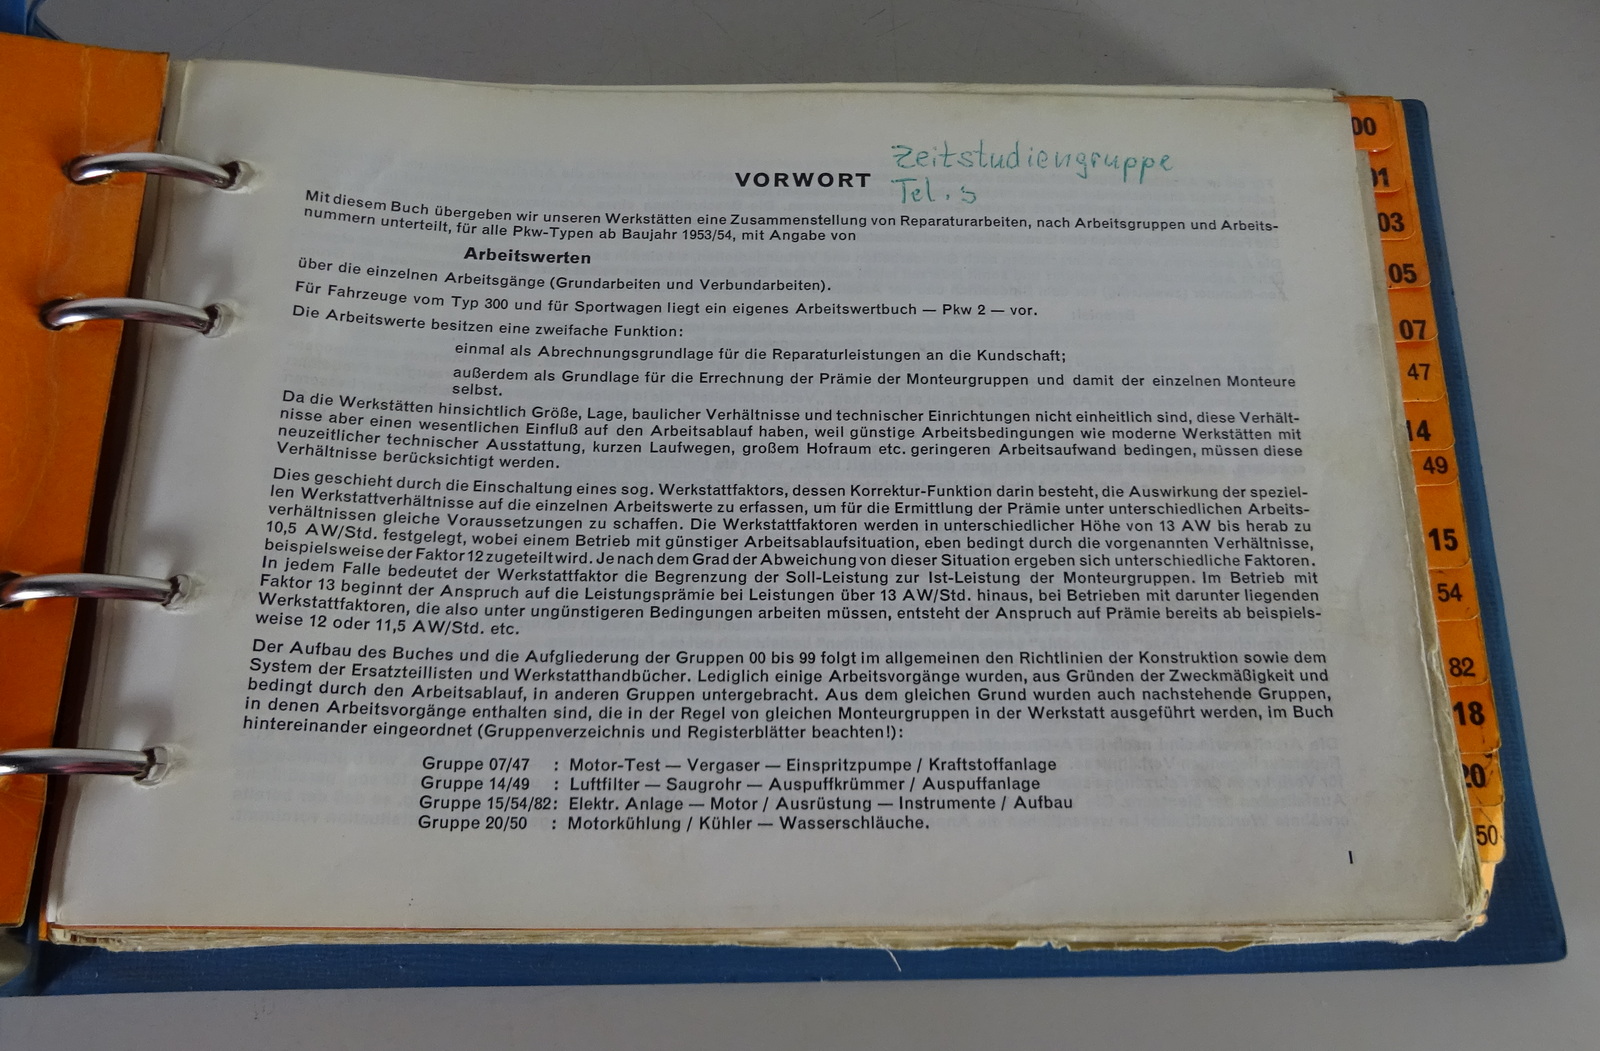 Zeitstudiengruppe
Tel. 5
VORWORT
Mit diesem Buch übergeben wir unseren Werkstätten eine Zusammenstellung von Reparaturarbeiten, nach Arbeitsgruppen und Arbeits-
nummern unterteilt, für alle Pkw-Typen ab Baujahr 1953/54, mit Angabe von
Arbeitswerten
über die einzelnen Arbeitsgänge (Grundarbeiten und Verbundarbeiten).
Für Fahrzeuge vom Typ 300 und für Sportwagen liegt ein eigenes Arbeitswertbuch — Pkw 2 — vor.
Die Arbeitswerte besitzen eine zweifache Funktion:
einmal als Abrechnungsgrundlage für die Reparaturleistungen an die Kundschaft;
außerdem als Grundlage für die Errechnung der Prämie der Monteurgruppen und damit der einzelnen Monteure
selbst.
Da die Werkstätten hinsichtlich Größe, Lage, baulicher Verhältnisse und technischer Einrichtungen nicht einheitlich sind, diese Verhält-
nisse aber einen wesentlichen Einfluß auf den Arbeitsablauf haben, weil günstige Arbeitsbedingungen wie moderne Werkstätten mit
neuzeitlicher technischer Ausstattung, kurzen Laufwegen, großem Hofraum etc. geringeren Arbeitsaufwand bedingen, müssen diese
Verhältnisse berücksichtigt werden.
Dies geschieht durch die Einschaltung eines sog. Werkstattfaktors, dessen Korrektur-Funktion darin besteht, die Auswirkung der speziel-
len Werkstattverhältnisse auf die einzelnen Arbeitswerte zu erfassen, um für die Ermittlung der Prämie unter unterschiedlichen Arbeits-
verhältnissen gleiche Voraussetzungen zu schaffen. Die Werkstattfaktoren werden in unterschiedlicher Höhe von 13 AW bis herab zu
10,5 AW/Std. festgelegt, wobei einem Betrieb mit günstiger Arbeitsablaufsituation, eben bedingt durch die vorgenannten Verhältnisse,
beispielsweise der Faktor 12 zugeteilt wird. Je nach dem Grad der Abweichung von dieser Situation ergeben sich unterschiedliche Faktoren.
In jedem Falle bedeutet der Werkstattfaktor die Begrenzung der Soll-Leistung zur Ist-Leistung der Monteurgruppen. Im Betrieb mit
Faktor 13 beginnt der Anspruch auf die Leistungsprämie bei Leistungen über 13 AW/Std. hinaus, bei Betrieben mit darunter liegenden
Werkstattfaktoren, die also unter ungünstigeren Bedingungen arbeiten müssen, entsteht der Anspruch auf Prämie bereits ab beispiels-
weise 12 oder 11,5 AW/Std. etc.
Der Aufbau des Buches und die Aufgliederung der Gruppen 00 bis 99 folgt im allgemeinen den Richtlinien der Konstruktion sowie dem
System der Ersatzteillisten und Werkstatthandbücher. Lediglich einige Arbeitsvorgänge wurden, aus Gründen der Zweckmäßigkeit und
bedingt durch den Arbeitsablauf, in anderen Gruppen untergebracht. Aus dem gleichen Grund wurden auch nachstehende Gruppen,
in denen Arbeitsvorgänge enthalten sind, die in der Regel von gleichen Monteurgruppen in der Werkstatt ausgeführt werden, im Buch
hintereinander eingeordnet (Gruppenverzeichnis und Registerblätter beachten!):
Gruppe 07/47 : Motor-Test — Vergaser — Einspritzpumpe / Kraftstoffanlage
Gruppe 14/49 : Luftfilter — Saugrohr — Auspuffkrümmer / Auspuffanlage
Gruppe 15/54/82: Elektr. Anlage — Motor / Ausrüstung — Instrumente / Aufbau
Gruppe 20/50 : Motorkühlung / Kühler — Wasserschläuche.
I
00
01
03
05
07
47
14
49
15
54
82
18
20
50